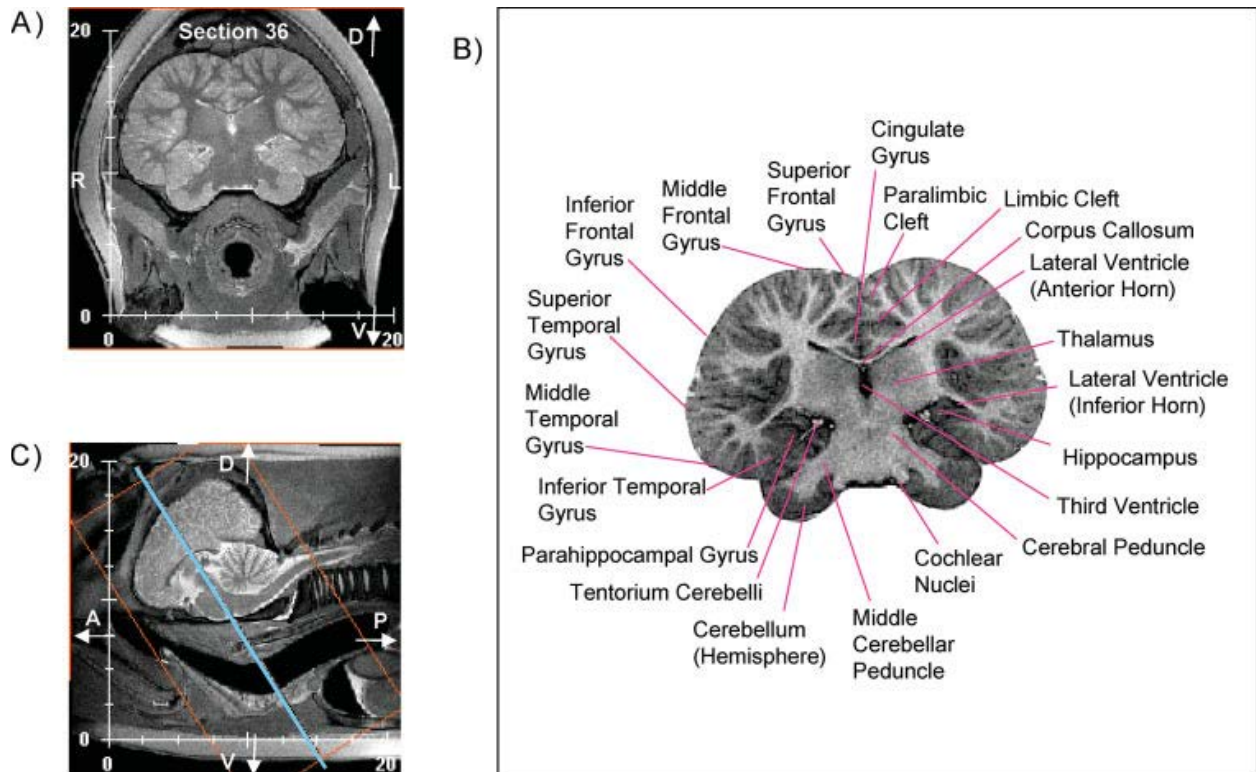 A)
20
Section 36
D
R
L
0
V
0
20
B)
Cingulate
Gyrus
Superior
Frontal
Gyrus
Paralimbic
Cleft
Limbic Cleft
Middle
Frontal
Gyrus
Corpus Callosum
Inferior
Frontal
Gyrus
Lateral Ventricle
(Anterior Horn)
Superior
Temporal
Gyrus
Thalamus
Middle
Temporal
Gyrus
Lateral Ventricle
(Inferior Horn)
Hippocampus
Inferior Temporal
Gyrus
Third Ventricle
Parahippocampal Gyrus
Cochlear
Nuclei
Cerebral Peduncle
Tentorium Cerebelli
Cerebellum
(Hemisphere)
Middle
Cerebellar
Peduncle
C)
20
D
A
P
0
0
V
20